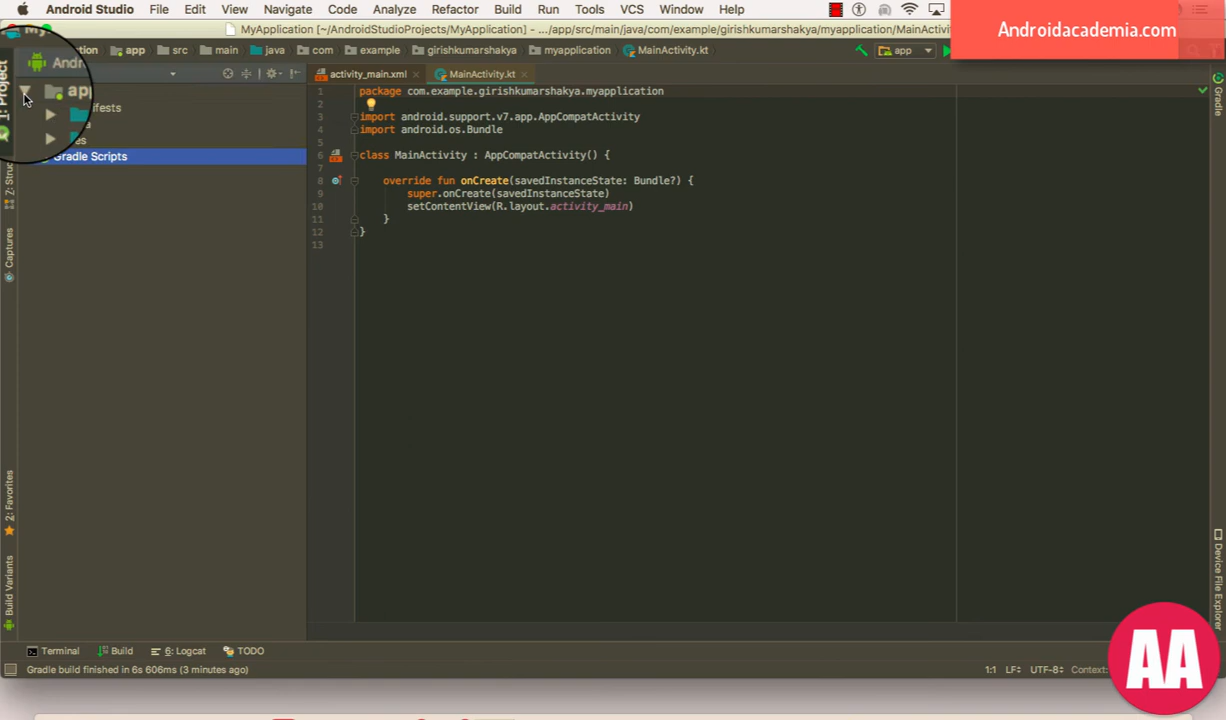 Android Studio File Edit View Navigate Code Analyze Refactor Build Run Tools VCS Window Help
Androidacademia.com
MyApplication [~/AndroidStudioProjects/MyApplication] - .../app/src/main/java/com/example/girishkumarshakya/myapplication/MainActivity.kt
app src main java com example girishkumarshakya myapplication MainActivity.kt
app
activity_main.xml
MainActivity.kt
1: Project
app
Gradle Scripts
Captures
2: Favorites
Build Variants
Gradle
Device File Explorer
1 package com.example.girishkumarshakya.myapplication
2
3 import android.support.v7.app.AppCompatActivity
4 import android.os.Bundle
5
6 class MainActivity : AppCompatActivity() {
7
8 override fun onCreate(savedInstanceState: Bundle?) {
9 super.onCreate(savedInstanceState)
10 setContentView(R.layout.activity_main)
11 }
12 }
13
Terminal Build 6: Logcat TODO
Gradle build finished in 6s 606ms (3 minutes ago)
1:1 LF÷ UTF-8÷ Context:
AA